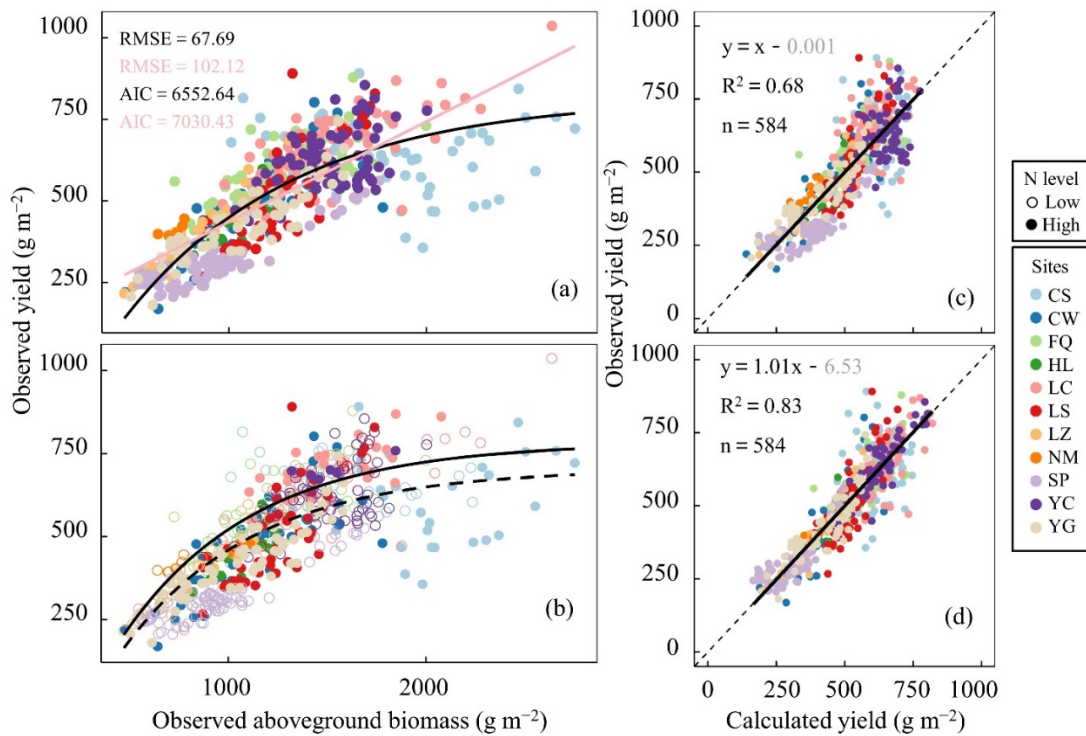 1000
750
500
250
RMSE = 67.69
RMSE = 102.12
AIC = 6552.64
AIC = 7030.43
(a)
Observed yield (g m⁻²)
1000
750
500
250
(b)
1000
2000
Observed aboveground biomass (g m⁻²)
1000
750
500
250
0
y = x - 0.001
R² = 0.68
n = 584
(c)
Observed yield (g m⁻²)
1000
750
500
250
0
y = 1.01x - 6.53
R² = 0.83
n = 584
(d)
0
250
500
750
1000
Calculated yield (g m⁻²)
N level
Low
High
Sites
CS
CW
FQ
HL
LC
LS
LZ
NM
SP
YC
YG